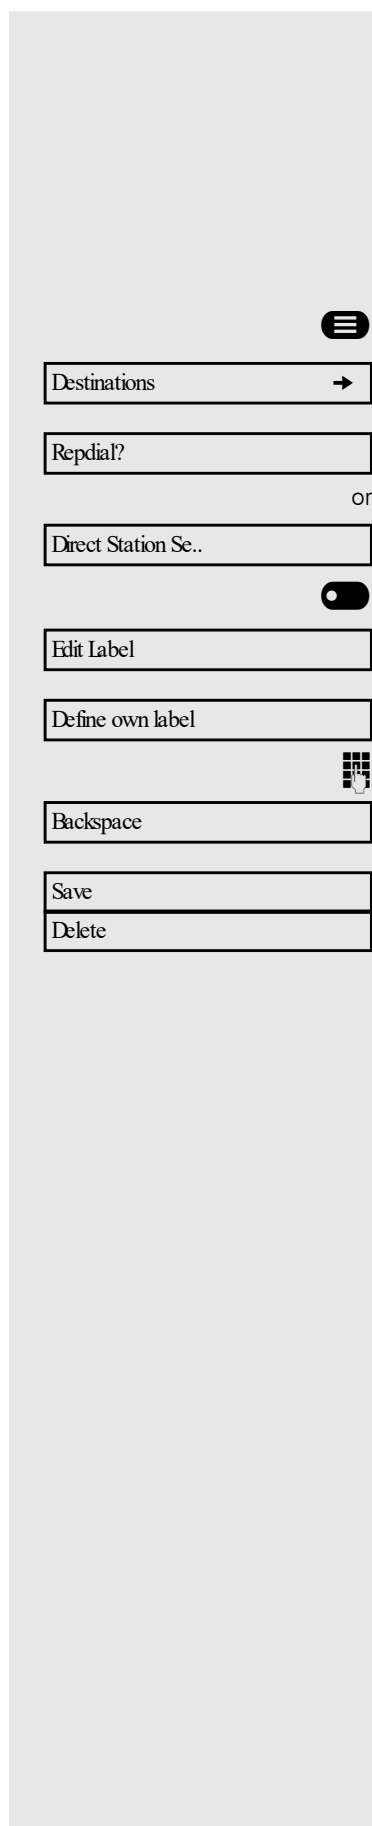 Destinations
Repdial?
or
Direct Station Se..
Edit Label
Define own label
Backspace
Save
Delete